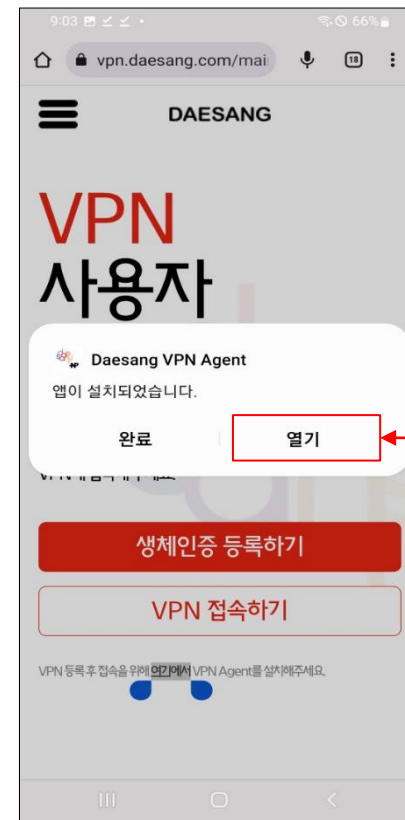 9:03
66%
vpn.daesang.com/mai
18
DAESANG
VPN
사용자
Daesang VPN Agent
앱이 설치되었습니다.
완료 열기
생체인증 등록하기
VPN 접속하기
VPN 등록 후 접속을 위해 여기에서 VPN Agent를 설치해주세요.